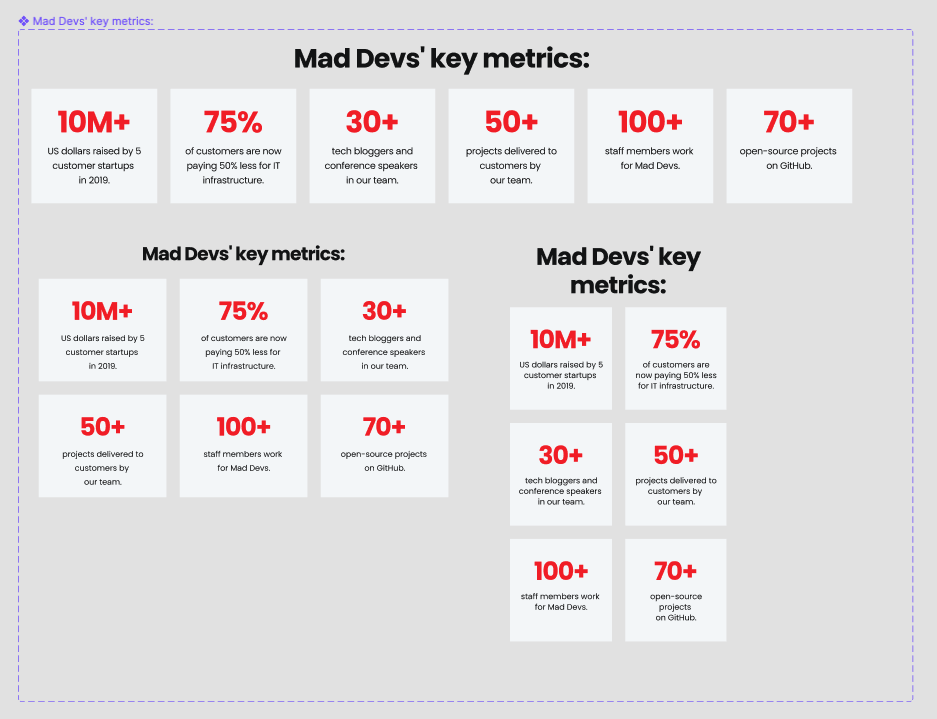 Mad Devs' key metrics:
Mad Devs' key metrics:
10M+
US dollars raised by 5
customer startups
in 2019.
75%
of customers are now
paying 50% less for IT
infrastructure.
30+
tech bloggers and
conference speakers
in our team.
50+
projects delivered to
customers by
our team.
100+
staff members work
for Mad Devs.
70+
open-source projects
on GitHub.
Mad Devs' key metrics:
10M+
US dollars raised by 5
customer startups
in 2019.
75%
of customers are now
paying 50% less for
IT infrastructure.
30+
tech bloggers and
conference speakers
in our team.
50+
projects delivered to
customers by
our team.
100+
staff members work
for Mad Devs.
70+
open-source projects
on GitHub.
Mad Devs' key
metrics:
10M+
US dollars raised by 5
customer startups
in 2019.
75%
of customers are
now paying 50% less
for IT infrastructure.
30+
tech bloggers and
conference speakers
in our team.
50+
projects delivered to
customers by
our team.
100+
staff members work
for Mad Devs.
70+
open-source
projects
on GitHub.